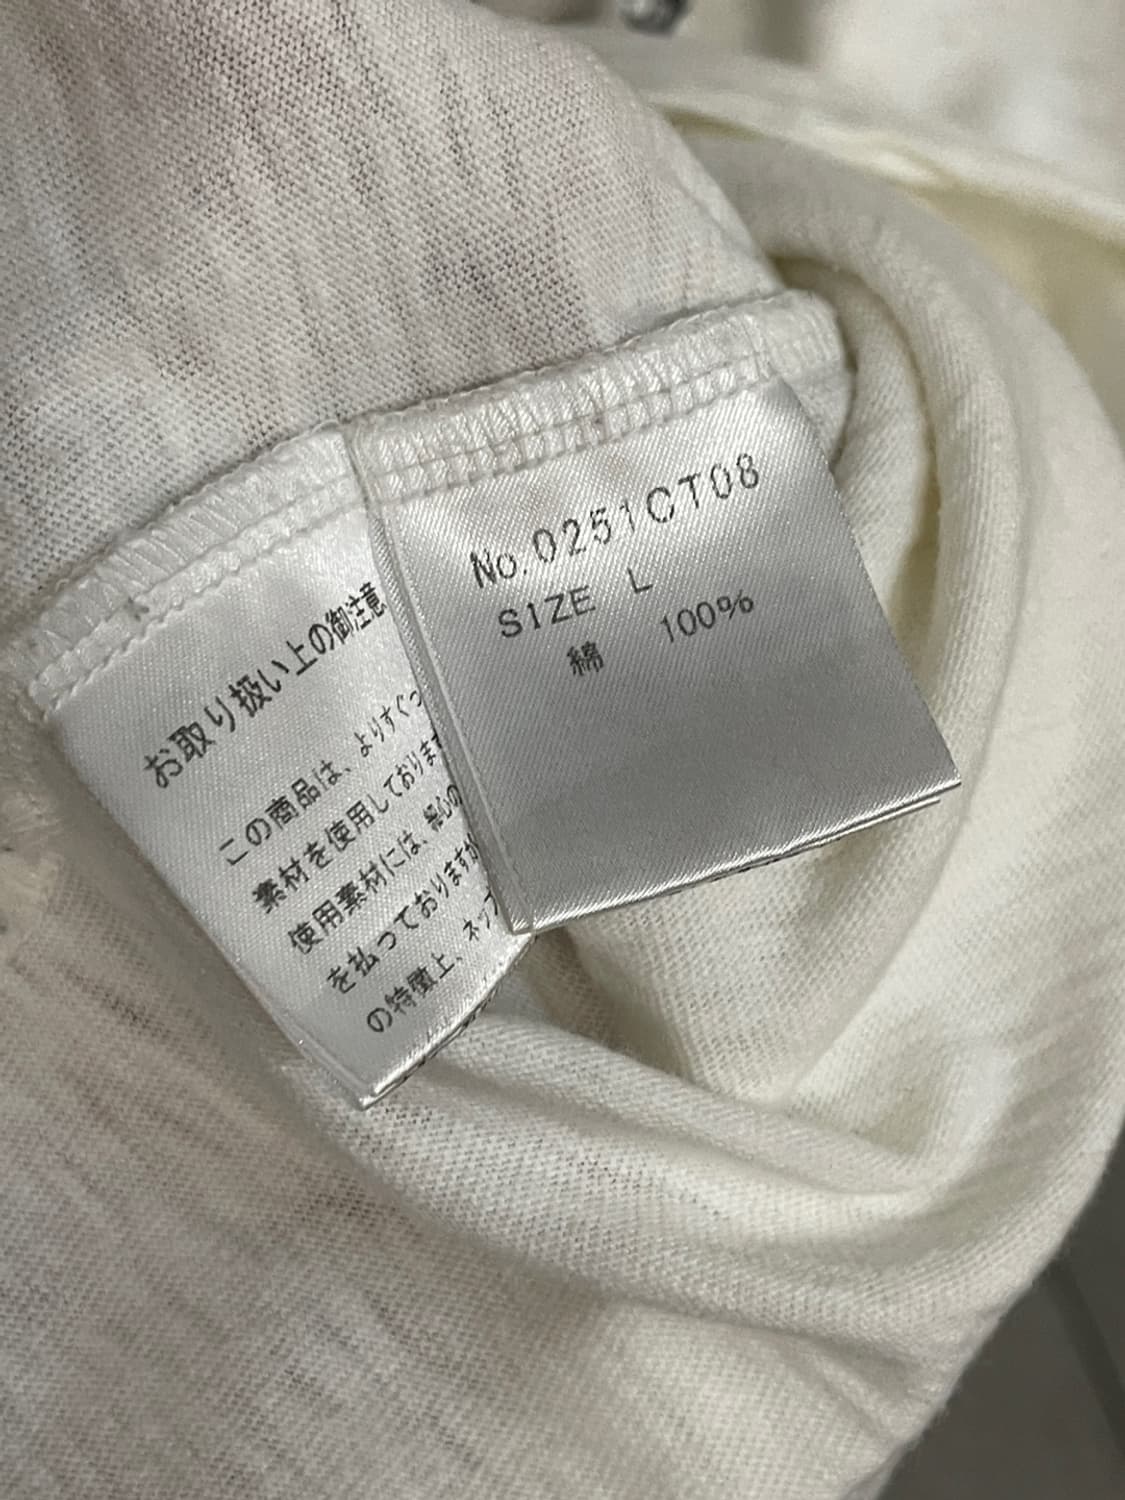 No.0251CT08
SIZE L
綿 100%
お取り扱い上の御注意
この商品は、よりすぐっ
素材を使用しております
使用素材には、細心の
を払っておりますが
の特徴上、ネップ